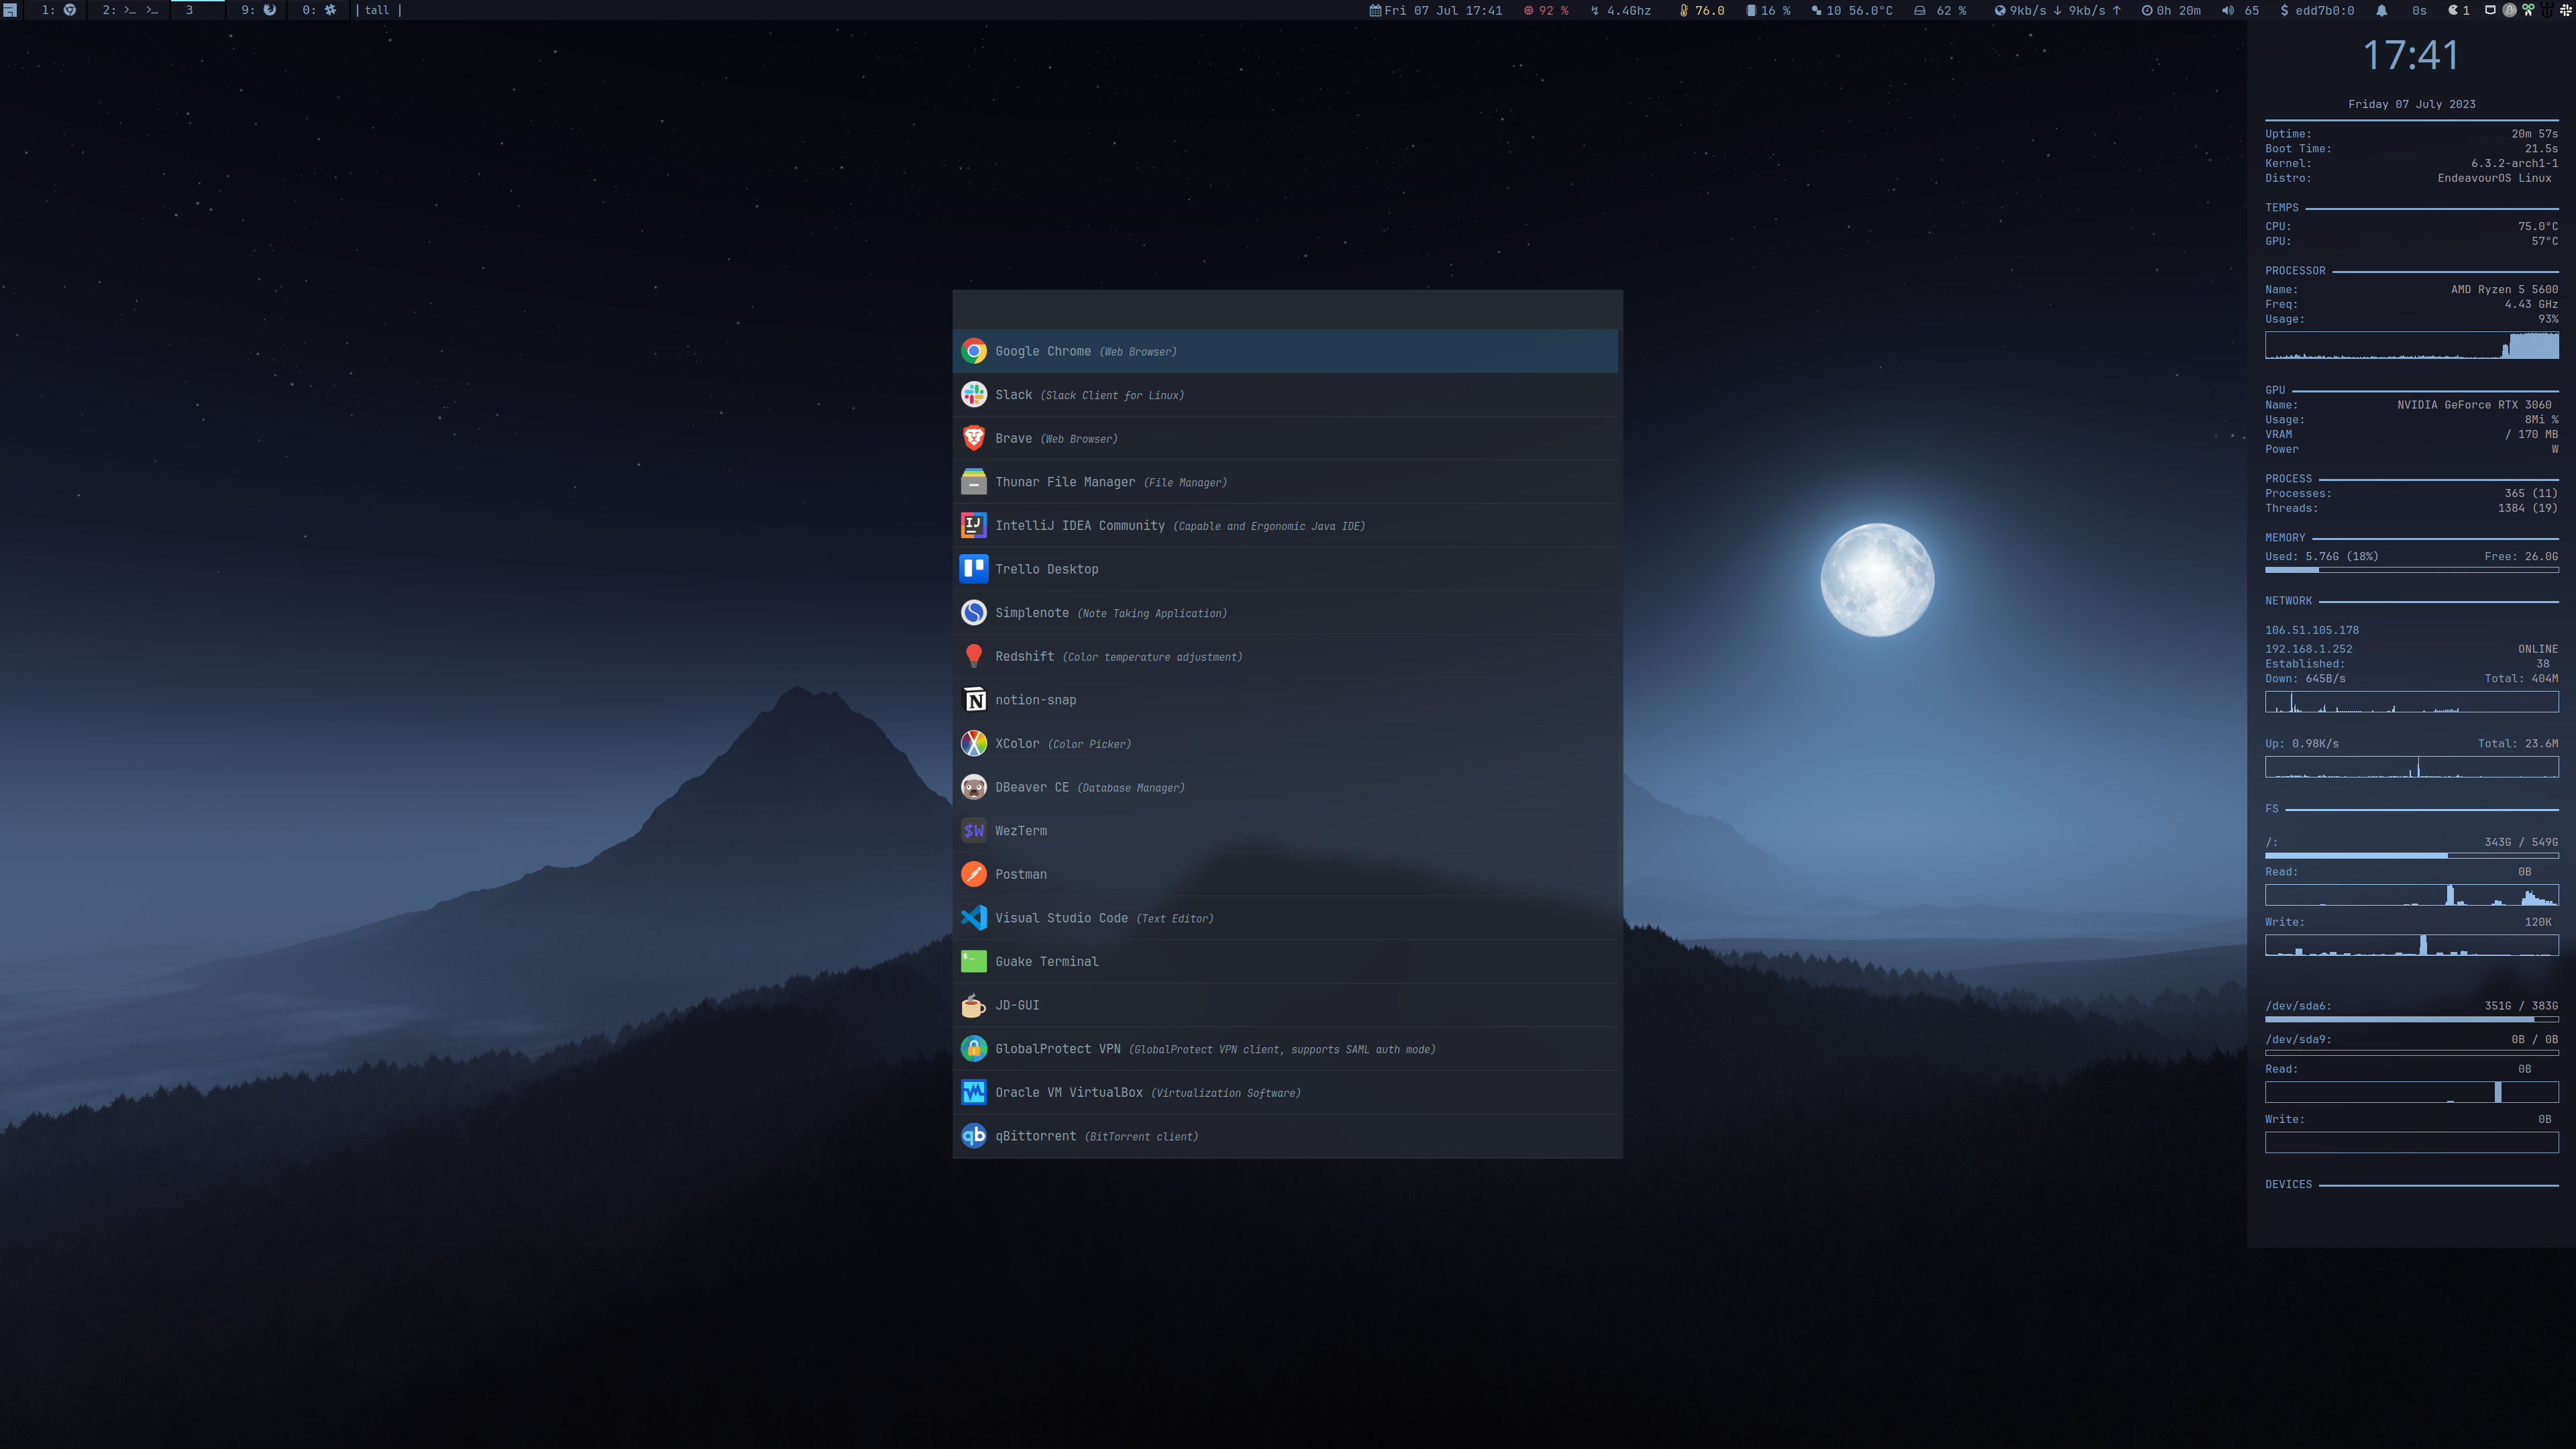 1: 2: 3 9: 0: | tall |
Fri 07 Jul 17:41 92 % 4.4Ghz 76.0 16 % 10 56.0°C 62 % 9kb/s ↓ 9kb/s ↑ 0h 20m 65 $ edd7b0:0 0s 1
Google Chrome (Web Browser)
Slack (Slack Client for Linux)
Brave (Web Browser)
Thunar File Manager (File Manager)
IJ
IntelliJ IDEA Community (Capable and Ergonomic Java IDE)
Trello Desktop
Simplenote (Note Taking Application)
Redshift (Color temperature adjustment)
N
notion-snap
XColor (Color Picker)
DBeaver CE (Database Manager)
$W
WezTerm
Postman
Visual Studio Code (Text Editor)
$_
Guake Terminal
JD-GUI
GlobalProtect VPN (GlobalProtect VPN client, supports SAML auth mode)
Oracle VM VirtualBox (Virtualization Software)
qb
qBittorrent (BitTorrent client)
17:41
Friday 07 July 2023
Uptime: 20m 57s
Boot Time: 21.5s
Kernel: 6.3.2-arch1-1
Distro: EndeavourOS Linux
TEMPS
CPU: 75.0°C
GPU: 57°C
PROCESSOR
Name: AMD Ryzen 5 5600
Freq: 4.43 GHz
Usage: 93%
GPU
Name: NVIDIA GeForce RTX 3060
Usage: 8Mi %
VRAM / 170 MB
Power W
PROCESS
Processes: 365 (11)
Threads: 1384 (19)
MEMORY
Used: 5.76G (18%) Free: 26.0G
NETWORK
106.51.105.178
192.168.1.252 ONLINE
Established: 38
Down: 645B/s Total: 404M
Up: 0.98K/s Total: 23.6M
FS
/: 343G / 549G
Read: 0B
Write: 120K
/dev/sda6: 351G / 383G
/dev/sda9: 0B / 0B
Read: 0B
Write: 0B
DEVICES